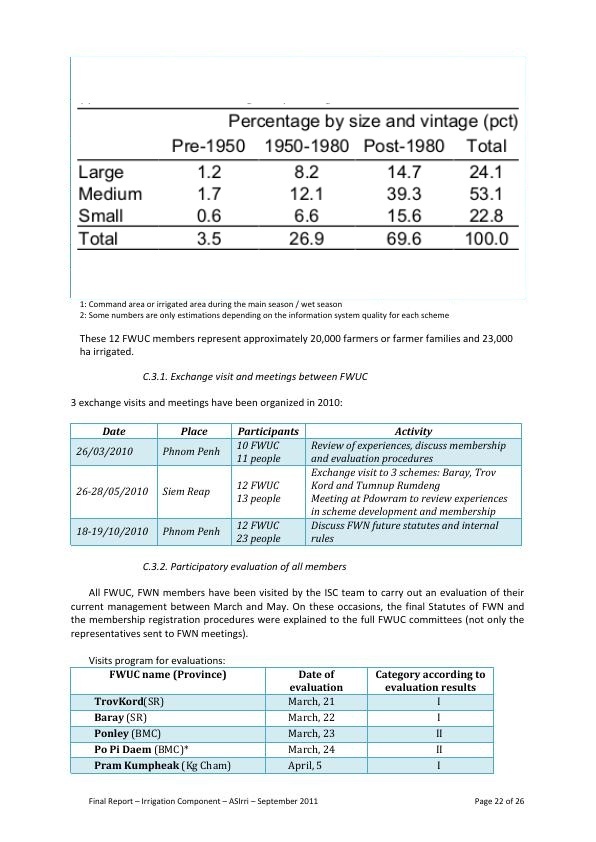 Percentage by size and vintage (pct)
Pre-1950 1950-1980 Post-1980 Total
Large 1.2 8.2 14.7 24.1
Medium 1.7 12.1 39.3 53.1
Small 0.6 6.6 15.6 22.8
Total 3.5 26.9 69.6 100.0
1: Command area or irrigated area during the main season / wet season
2: Some numbers are only estimations depending on the information system quality for each scheme
These 12 FWUC members represent approximately 20,000 farmers or farmer families and 23,000
ha irrigated.
C.3.1. Exchange visit and meetings between FWUC
3 exchange visits and meetings have been organized in 2010:
Date Place Participants Activity
26/03/2010 Phnom Penh 10 FWUC 11 people Review of experiences, discuss membership
and evaluation procedures
26-28/05/2010 Siem Reap 12 FWUC 13 people Exchange visit to 3 schemes: Baray, Trov
Kord and Tumnup Rumdeng
Meeting at Pdowram to review experiences
in scheme development and membership
18-19/10/2010 Phnom Penh 12 FWUC 23 people Discuss FWN future statutes and internal
rules
C.3.2. Participatory evaluation of all members
All FWUC, FWN members have been visited by the ISC team to carry out an evaluation of their
current management between March and May. On these occasions, the final Statutes of FWN and
the membership registration procedures were explained to the full FWUC committees (not only the
representatives sent to FWN meetings).
Visits program for evaluations:
FWUC name (Province) Date of evaluation Category according to evaluation results
TrovKord(SR) March, 21 I
Baray (SR) March, 22 I
Ponley (BMC) March, 23 II
Po Pi Daem (BMC)* March, 24 II
Pram Kumpheak (Kg Cham) April, 5 I
Final Report – Irrigation Component – ASIrri – September 2011 Page 22 of 26